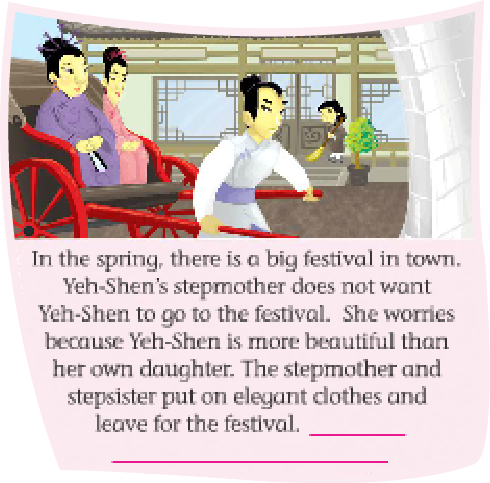 In the spring, there is a big festival in town.
Yeh-Shen's stepmother does not want
Yeh-Shen to go to the festival. She worries
because Yeh-Shen is more beautiful than
her own daughter. The stepmother and
stepsister put on elegant clothes and
leave for the festival.